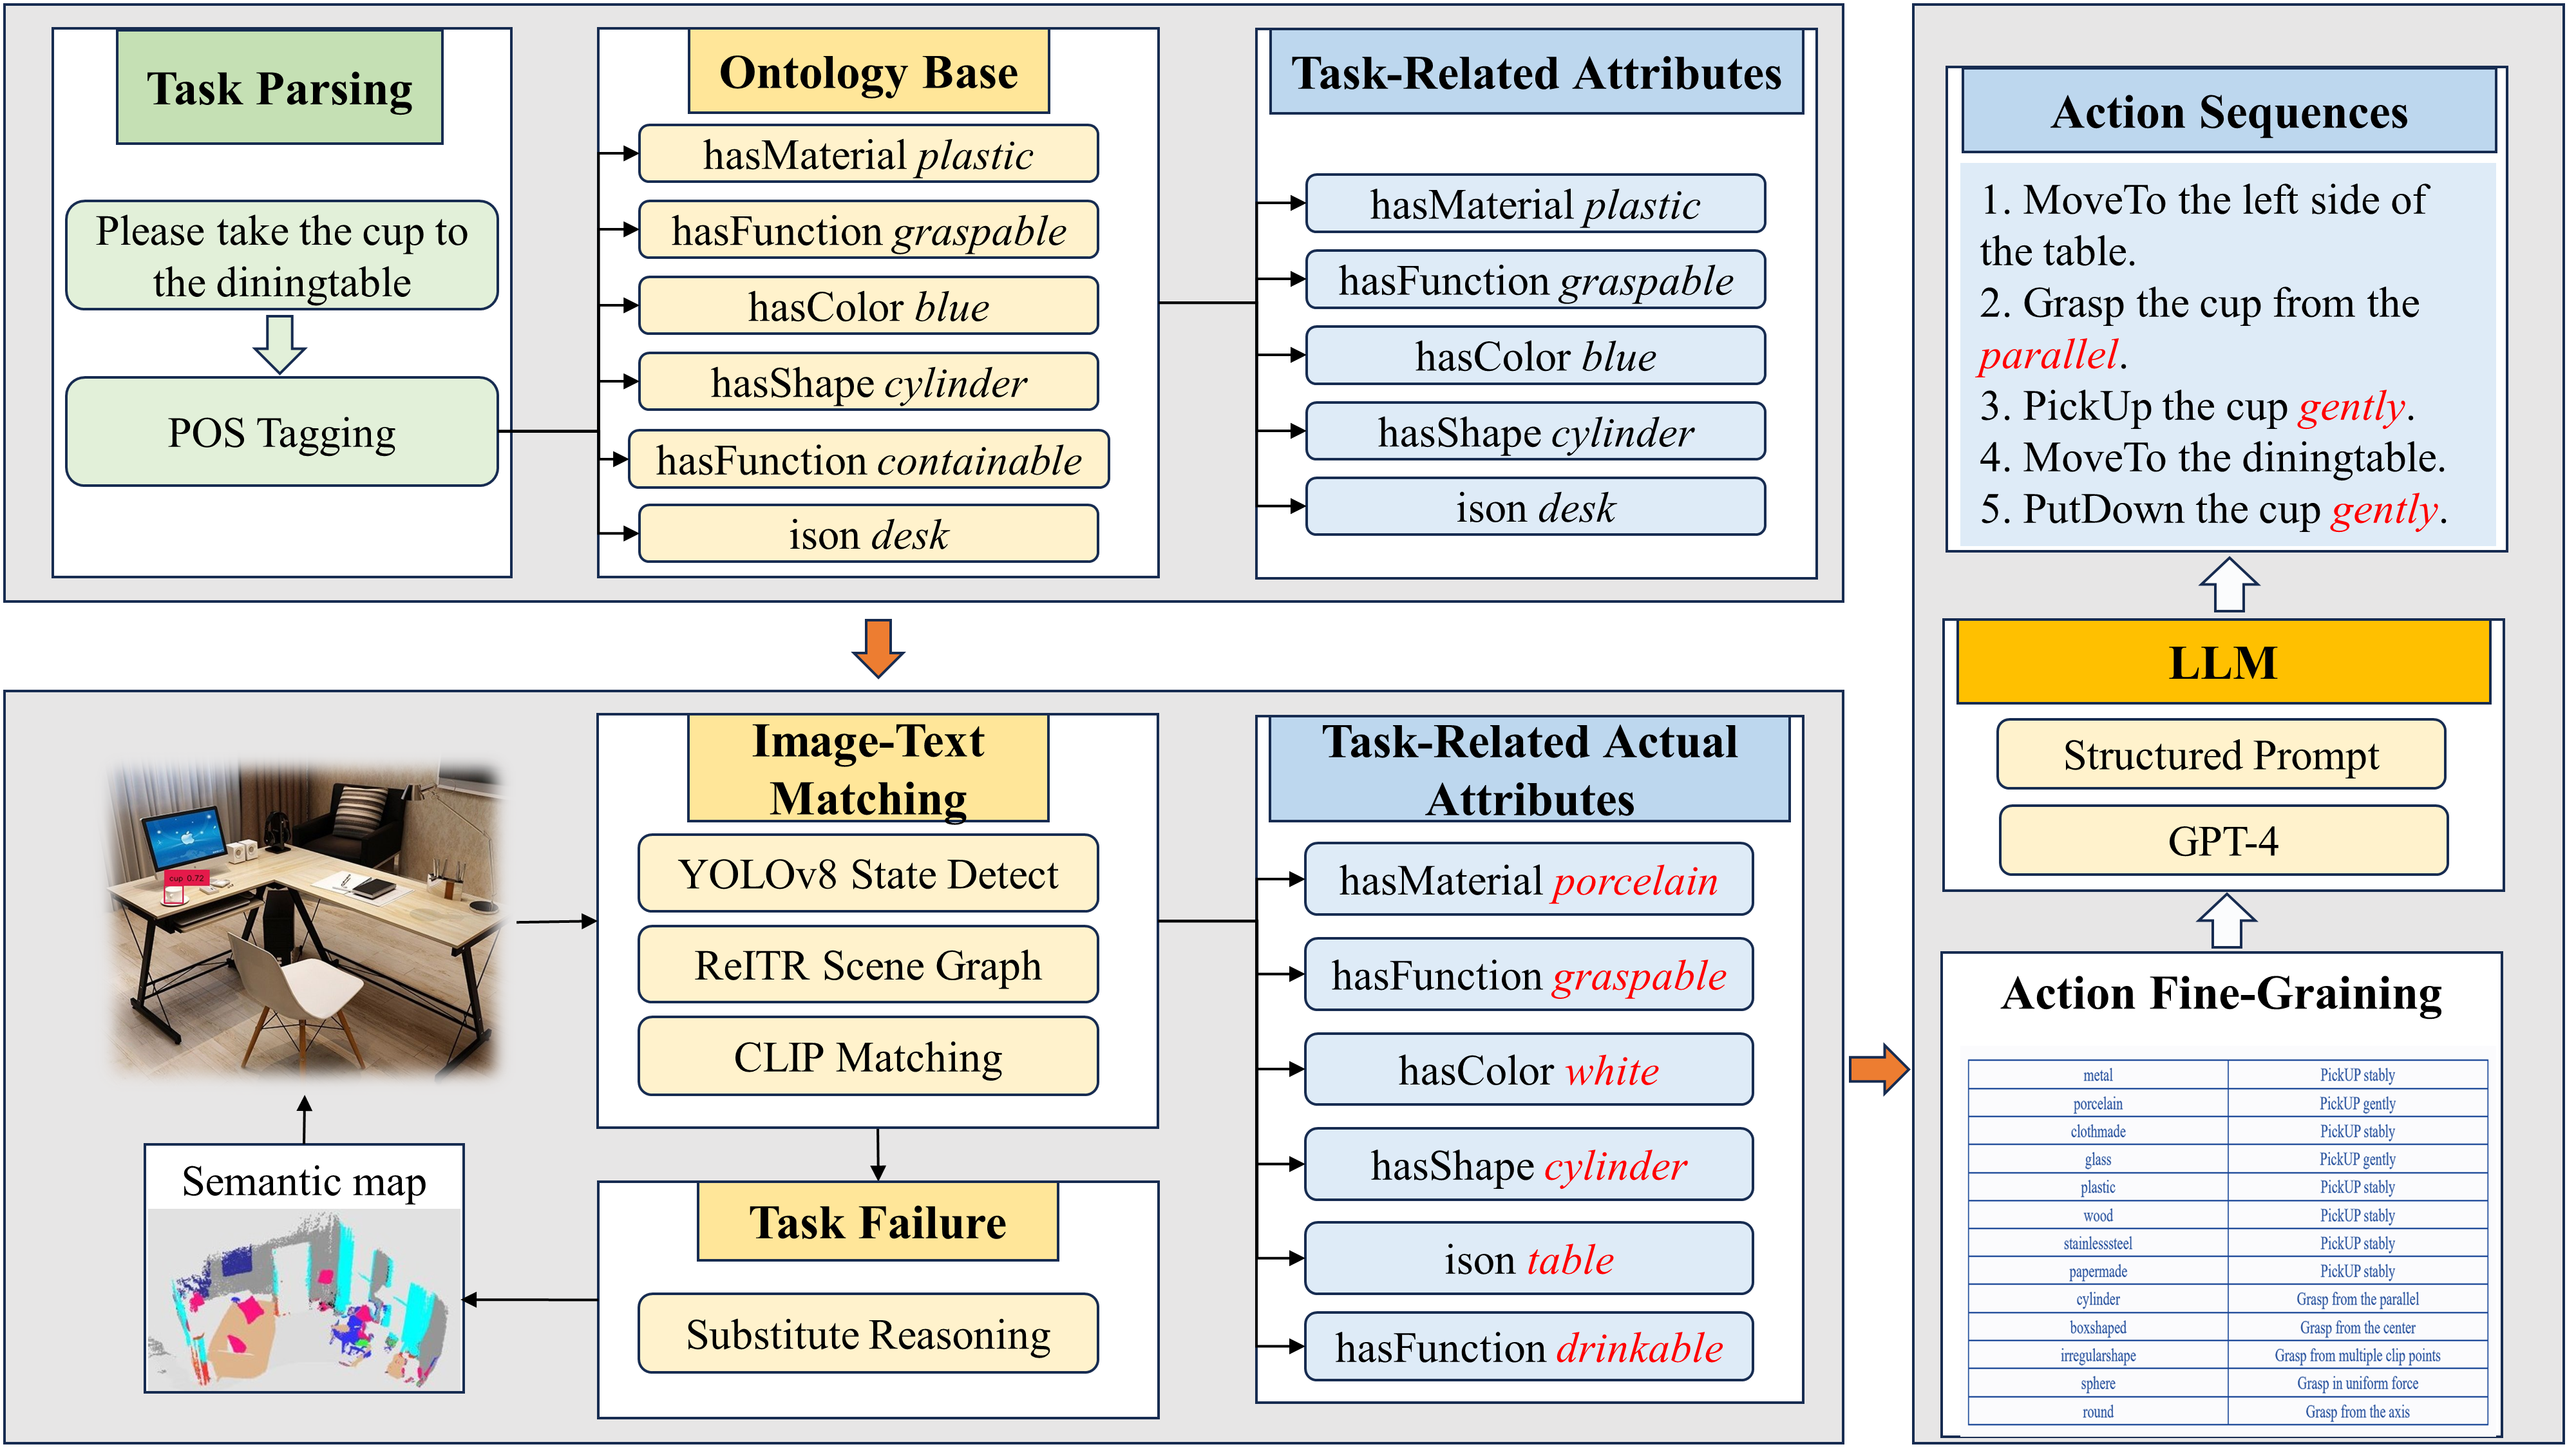 Task Parsing
Please take the cup to
the diningtable
POS Tagging
Ontology Base
hasMaterial plastic
hasFunction graspable
hasColor blue
hasShape cylinder
hasFunction containable
ison desk
Task-Related Attributes
hasMaterial plastic
hasFunction graspable
hasColor blue
hasShape cylinder
ison desk
cup 0.72
Semantic map
Image-Text
Matching
YOLOv8 State Detect
ReITR Scene Graph
CLIP Matching
Task Failure
Substitute Reasoning
Task-Related Actual
Attributes
hasMaterial porcelain
hasFunction graspable
hasColor white
hasShape cylinder
ison table
hasFunction drinkable
Action Sequences
1. MoveTo the left side of
the table.
2. Grasp the cup from the
parallel.
3. PickUp the cup gently.
4. MoveTo the diningtable.
5. PutDown the cup gently.
LLM
Structured Prompt
GPT-4
Action Fine-Graining
metal PickUP stably
porcelain PickUP gently
clothmade PickUP stably
glass PickUP gently
plastic PickUP stably
wood PickUP stably
stainlesssteel PickUP stably
papermade PickUP stably
cylinder Grasp from the parallel
boxshaped Grasp from the center
irregularshape Grasp from multiple clip points
sphere Grasp in uniform force
round Grasp from the axis